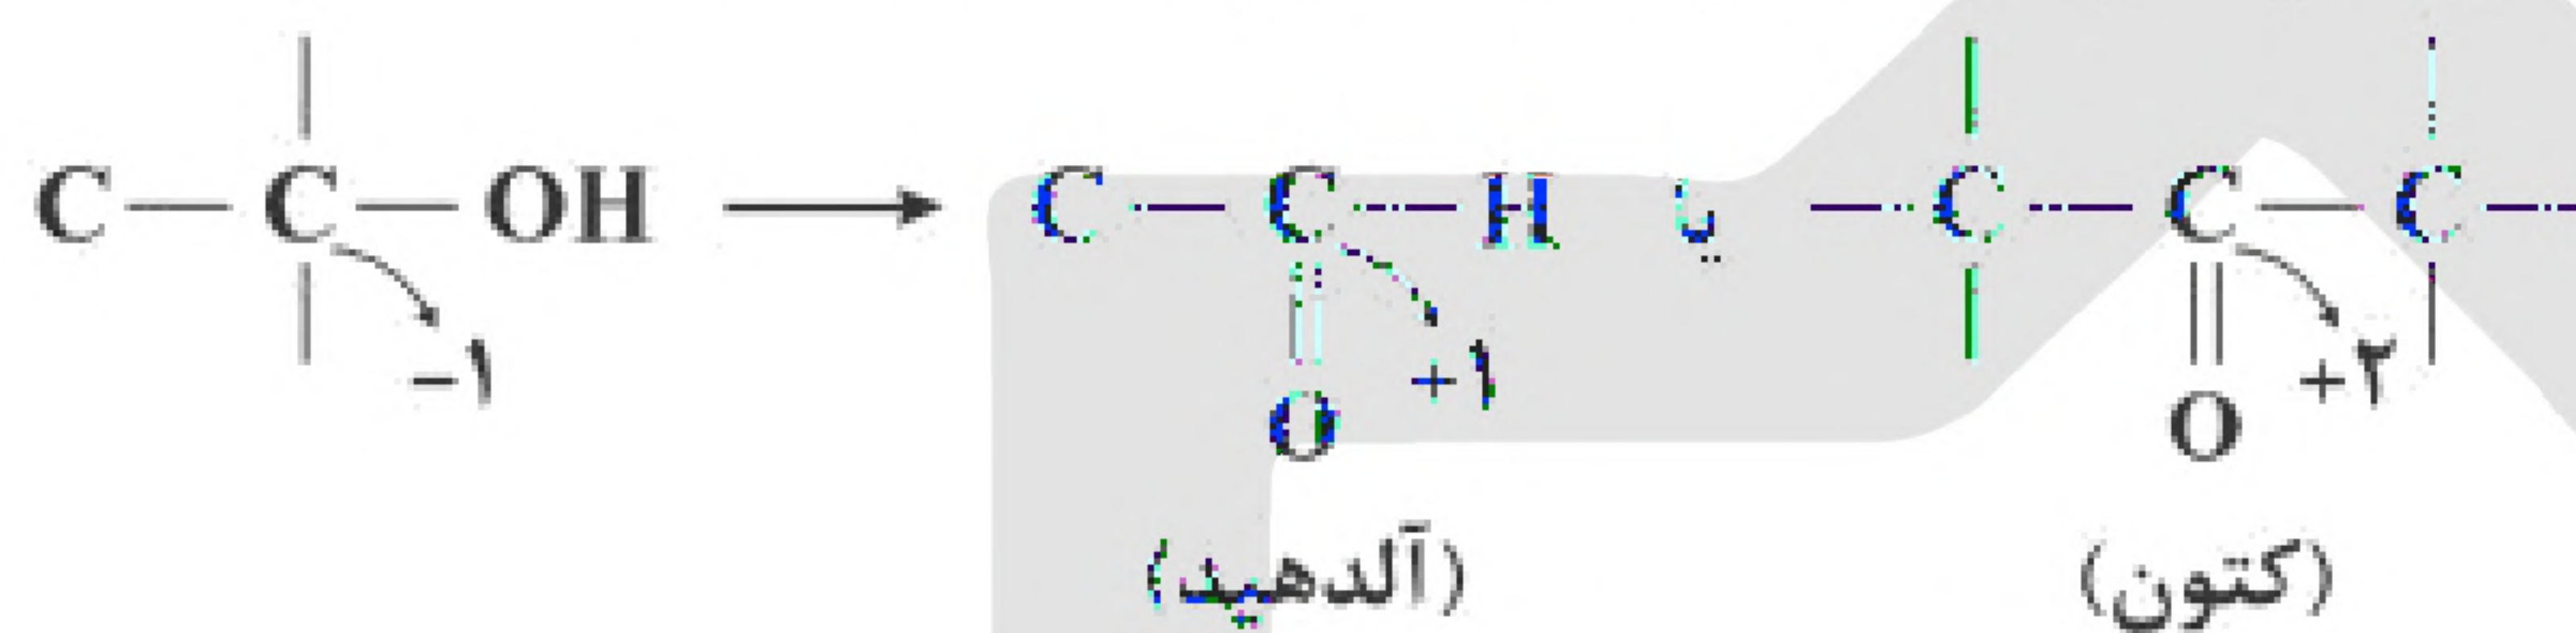 C — C — OH → C — C — H یا — C — C — C —
−۱ +۱ +۲
O O
(آلدهید) (کتون)